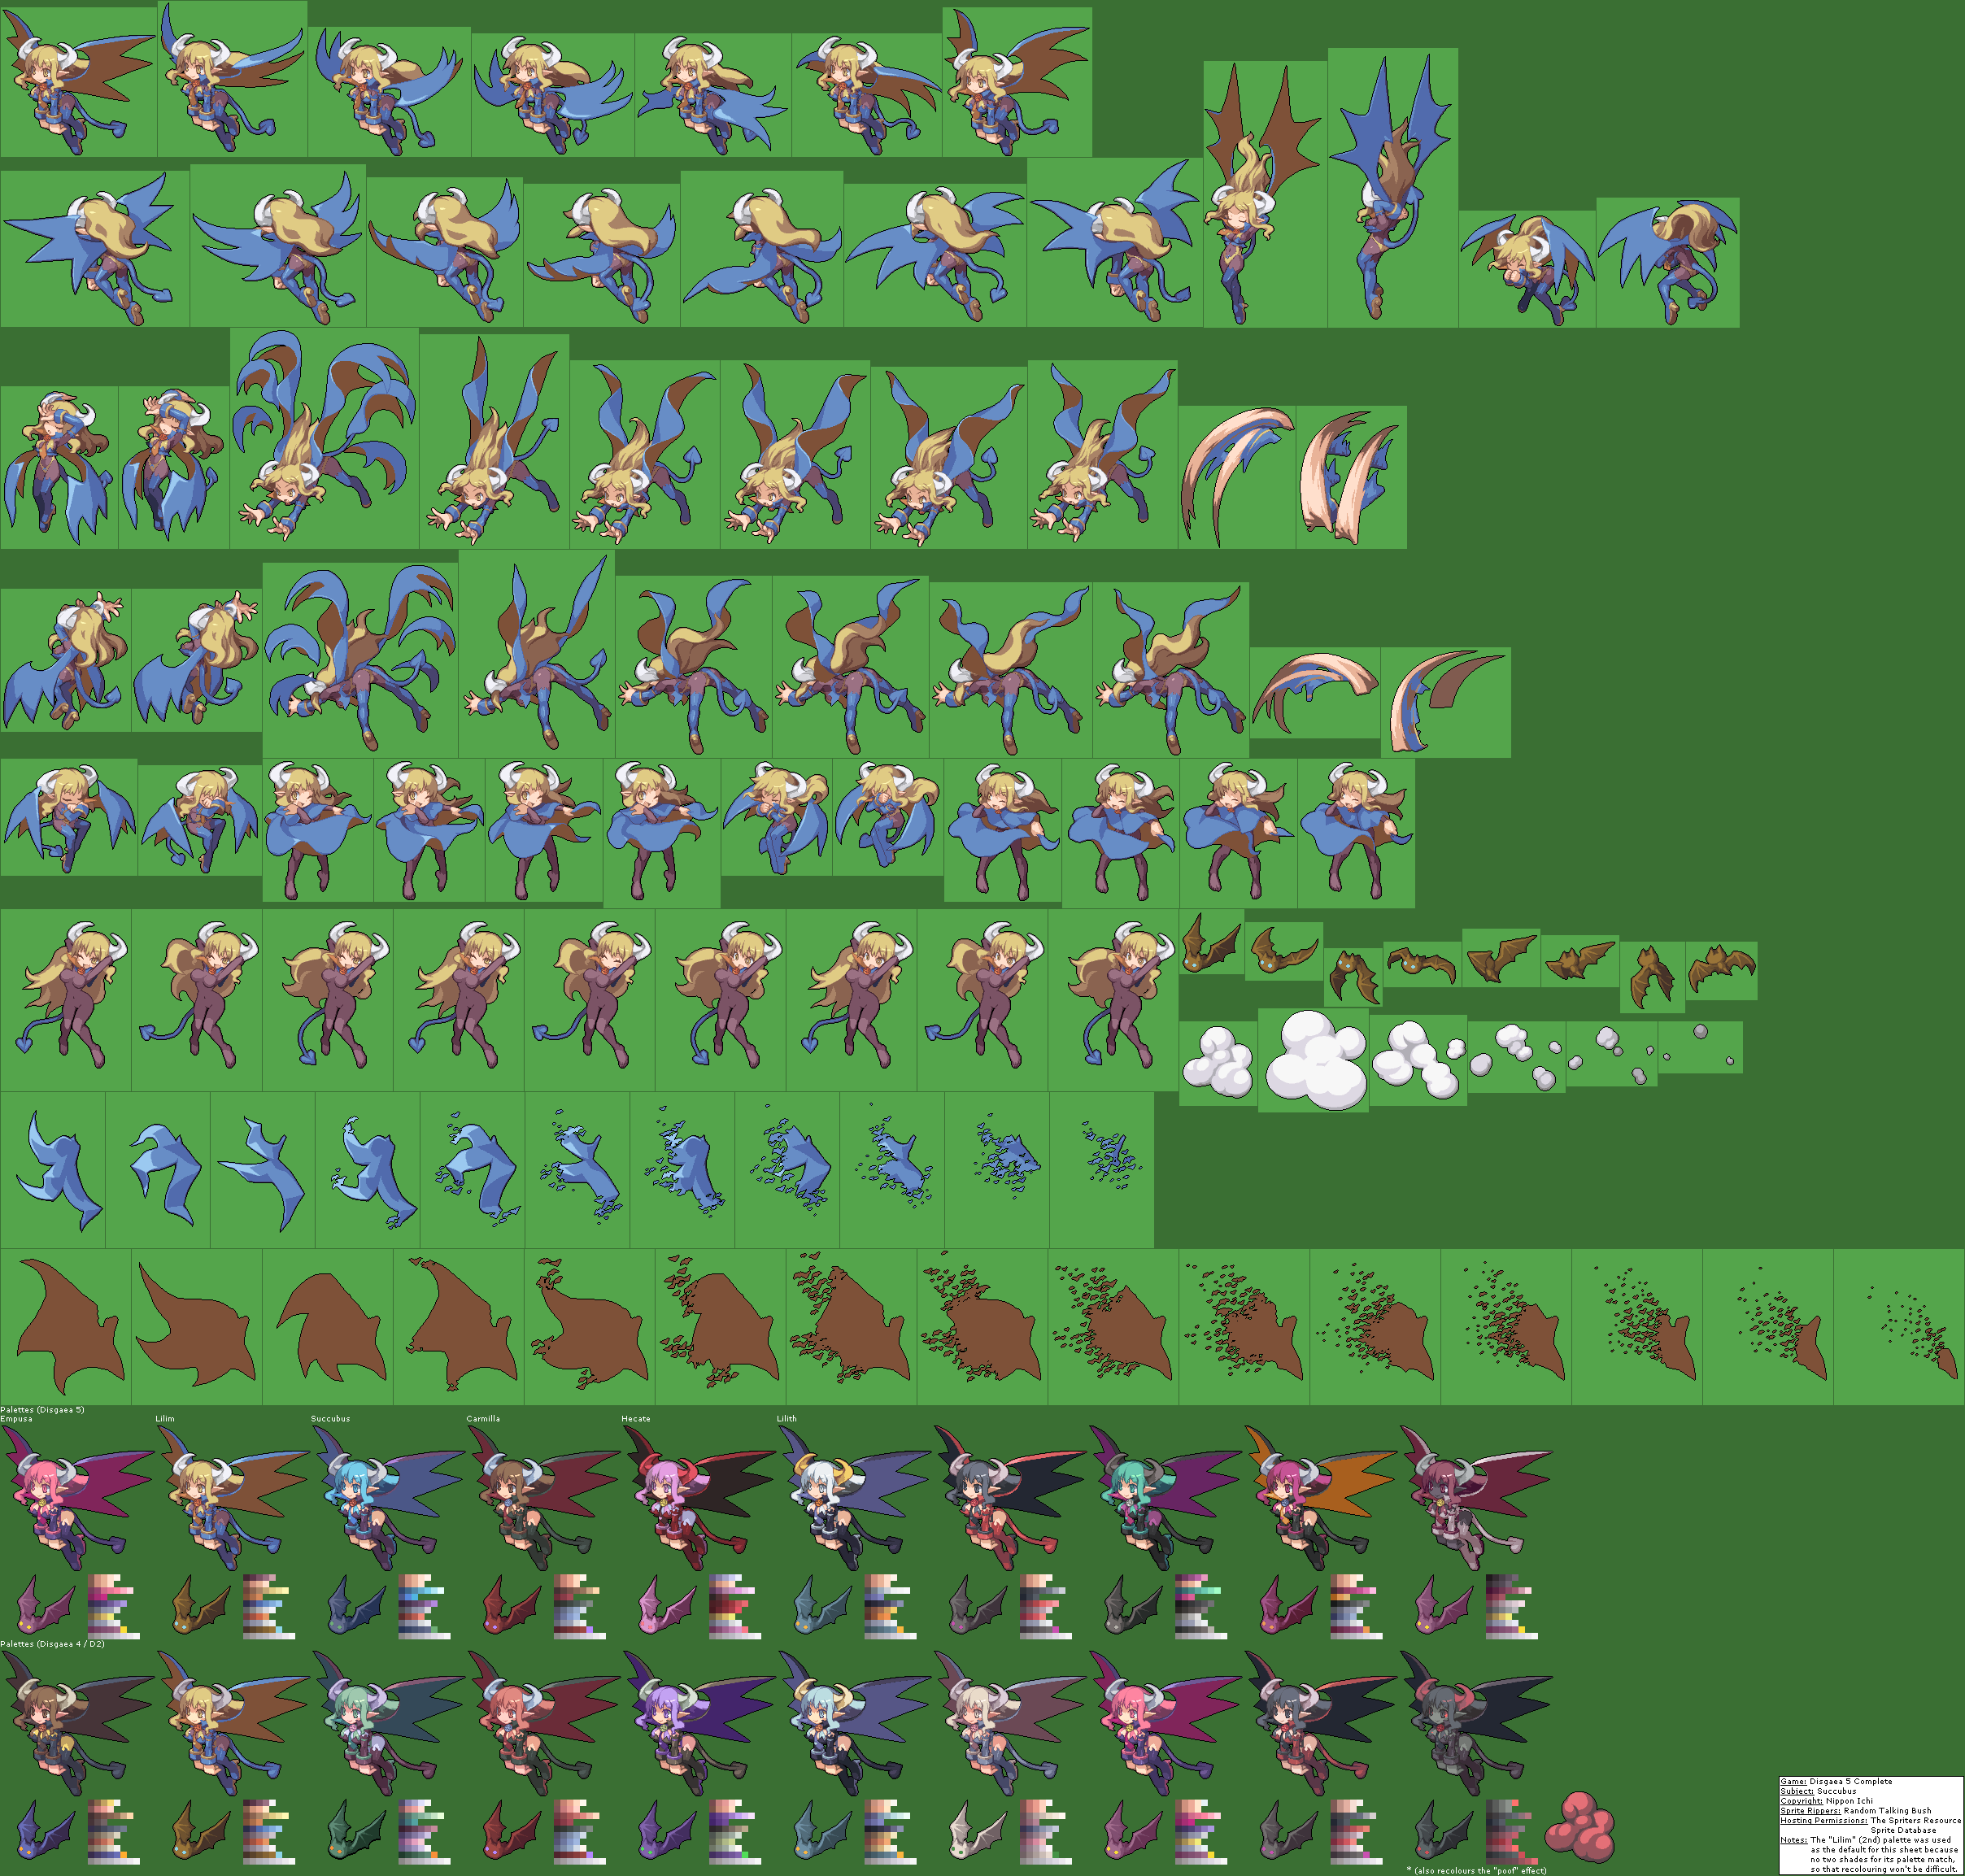 Palettes (Disgaea 5)
Empusa Lilim Succubus Carmilla Hecate Lilith
Palettes (Disgaea 4 / D2)
* (also recolours the "poof" effect)
Game: Disgaea 5 Complete
Subject: Succubus
Copyright: Nippon Ichi
Sprite Rippers: Random Talking Bush
Hosting Permissions: The Spriters Resource
Sprite Database
Notes: The "Lilim" (2nd) palette was used
as the default for this sheet because
no two shades for its palette match,
so that recolouring won't be difficult.